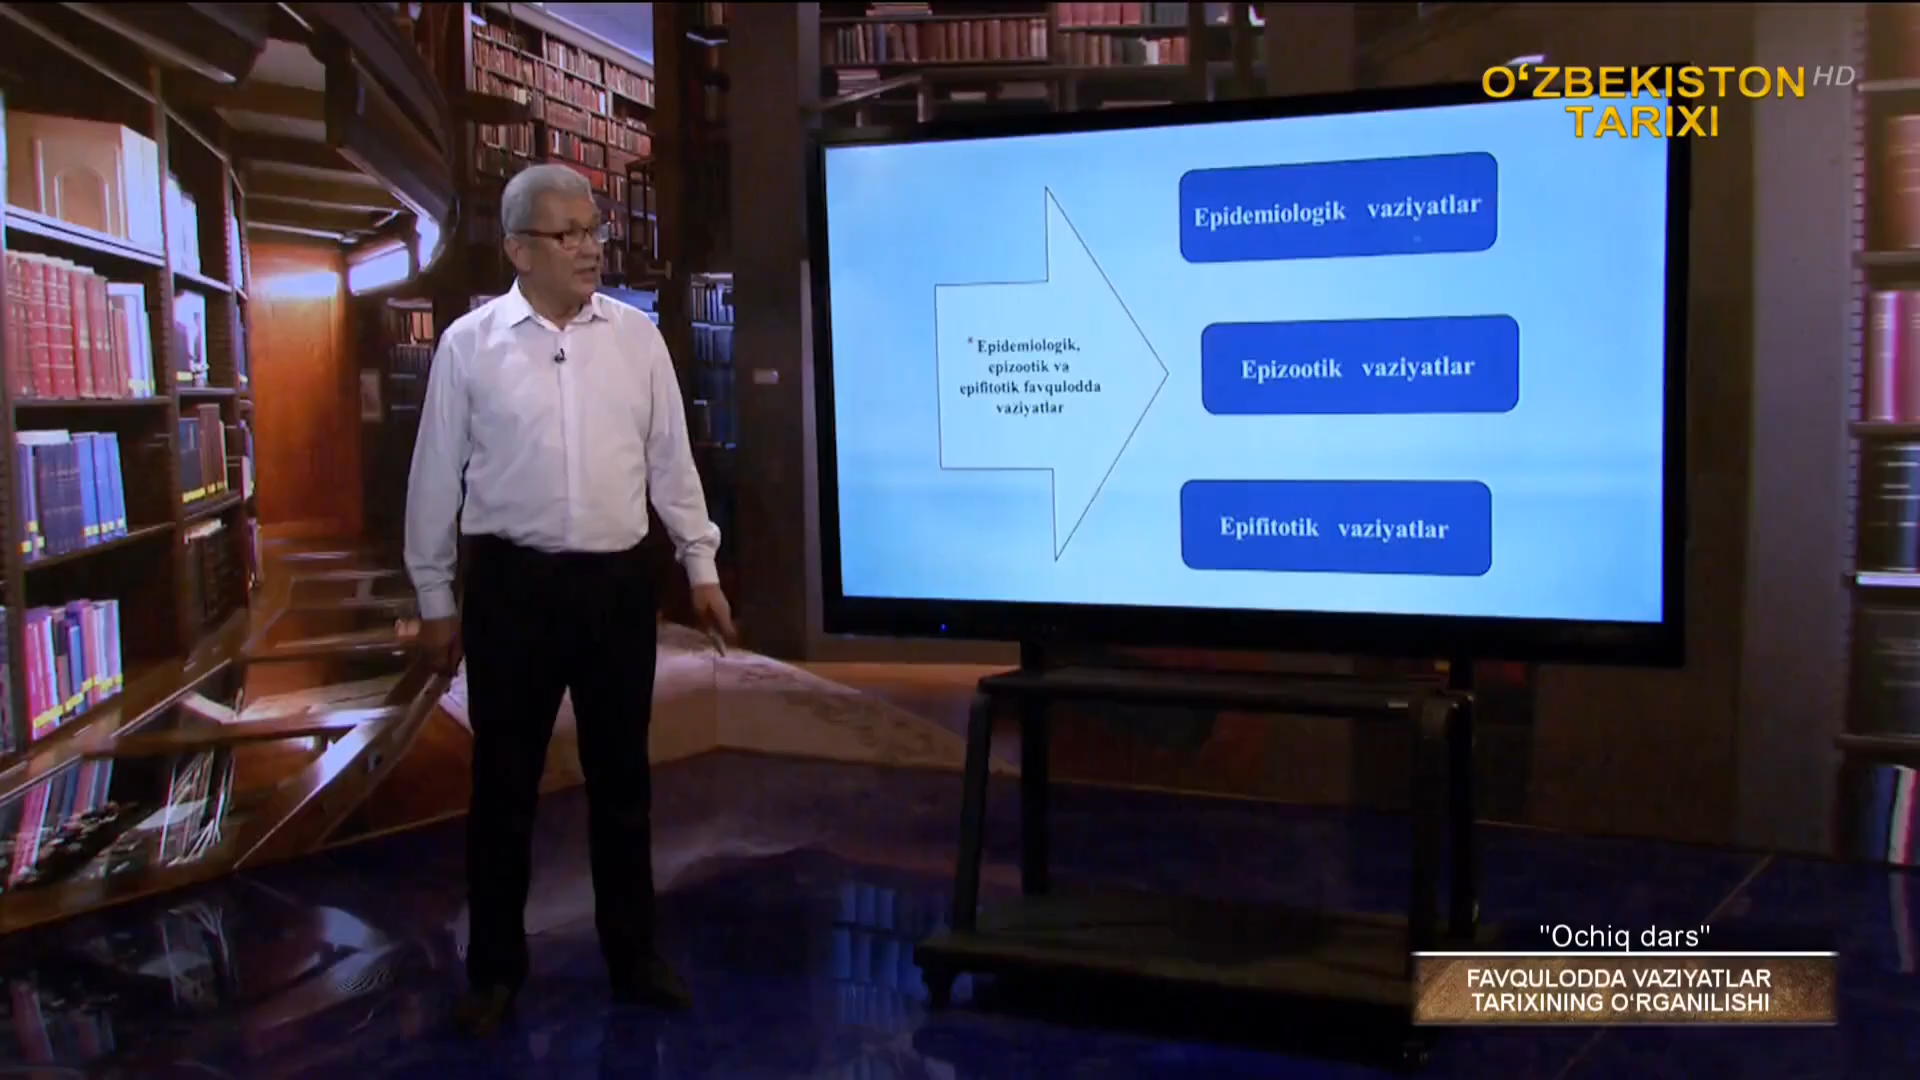 O‘ZBEKISTON HD
TARIXI
Epidemiologik vaziyatlar
* Epidemiologik,
epizootik va
epifitotik favqulodda
vaziyatlar
Epizootik vaziyatlar
Epifitotik vaziyatlar
"Ochiq dars"
FAVQULODDA VAZIYATLAR
TARIXINING O‘RGANILISHI